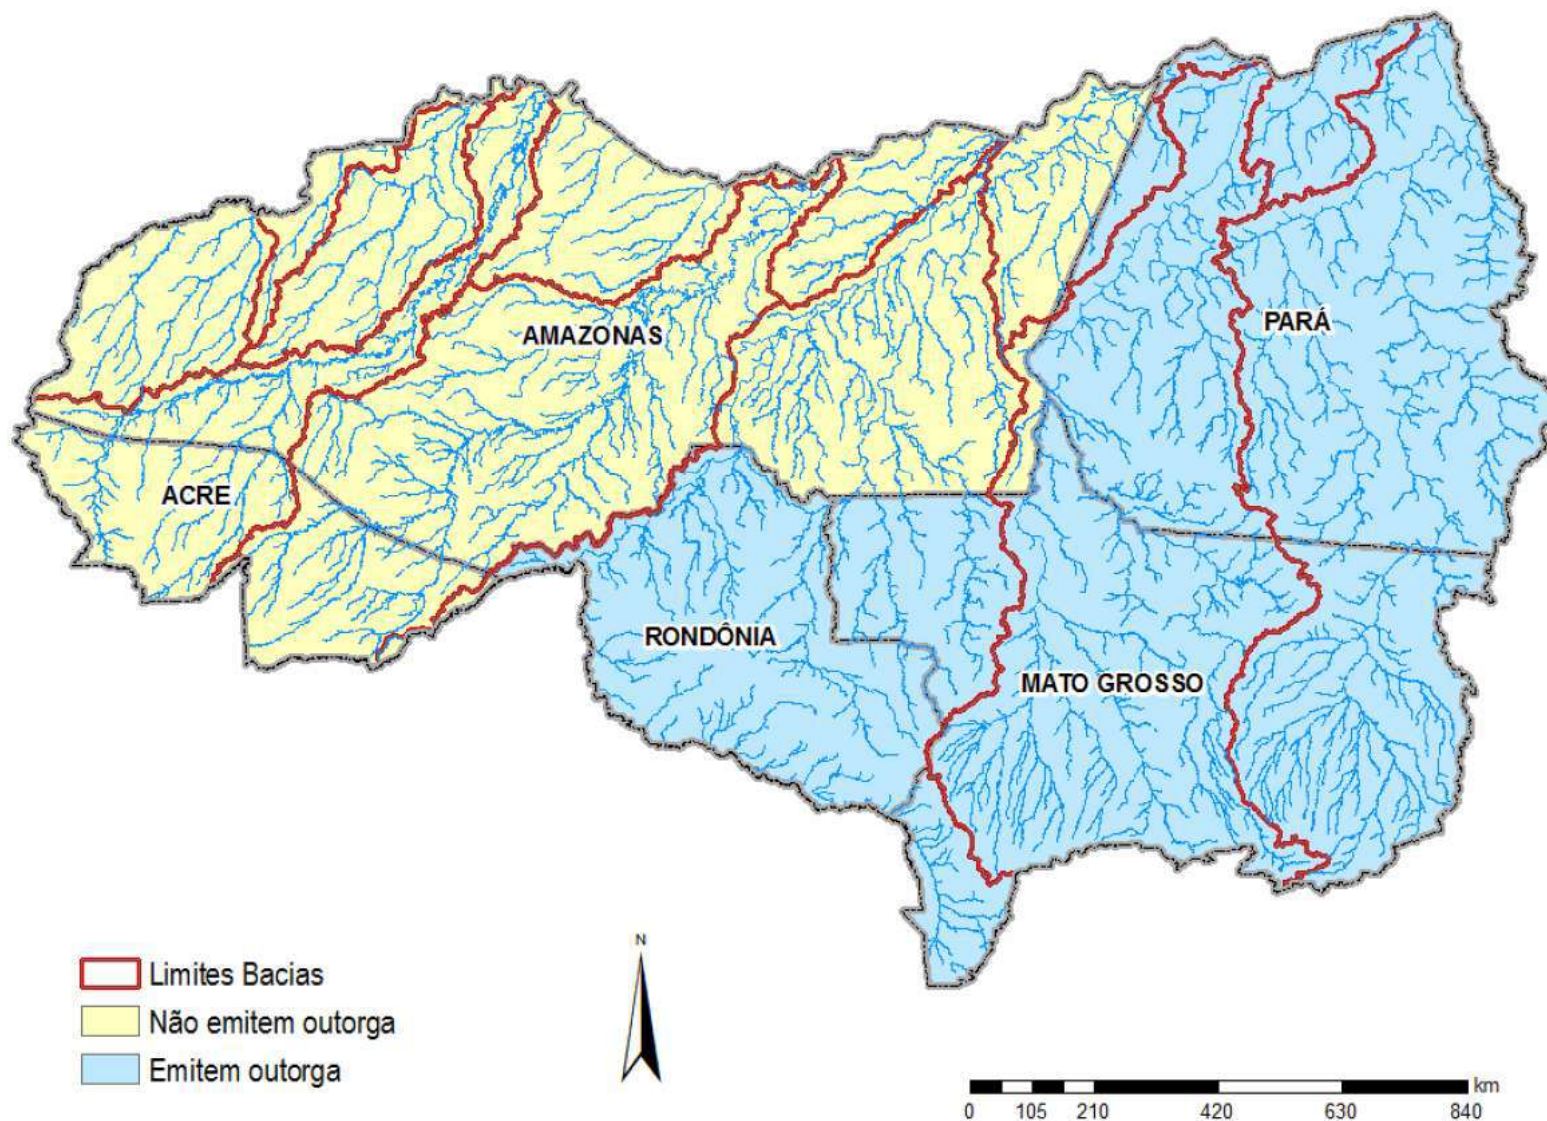 AMAZONAS
PARÁ
ACRE
RONDÔNIA
MATO GROSSO
N
Limites Bacias
Não emitem outorga
Emitem outorga
km
0 105 210 420 630 840